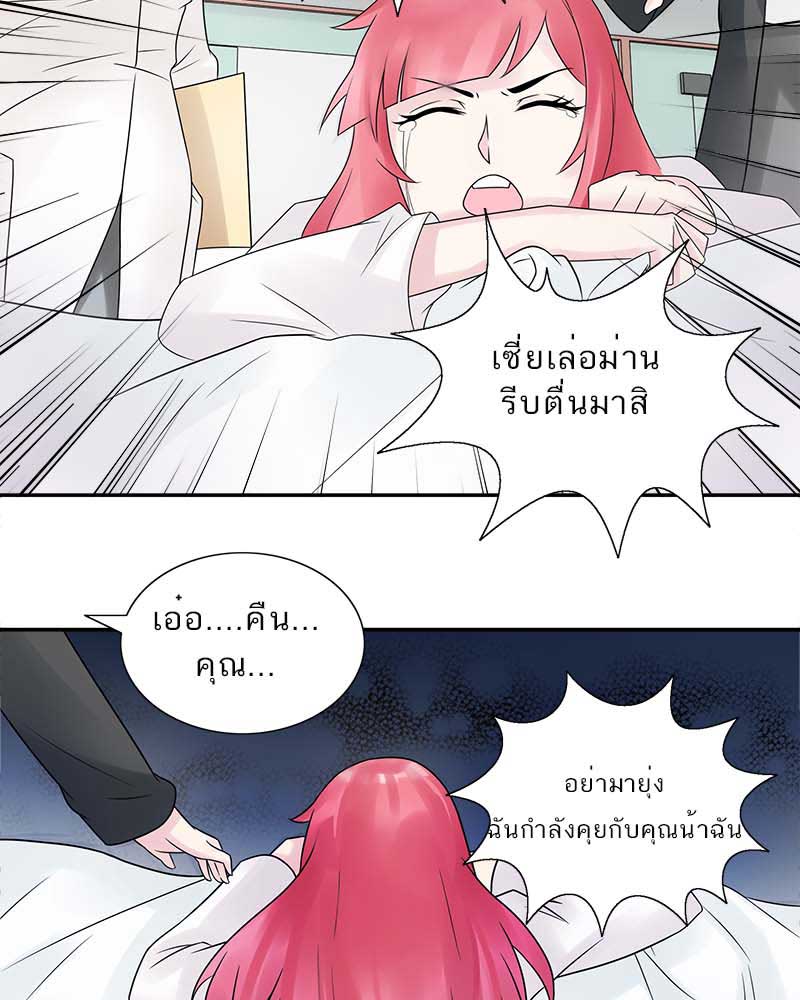 เซี่ยเล่อม่าน
รีบตื่นมาสิ
เอ๋อ....คืน...
คุณ...
อย่ามายุ่ง
ฉันกำลังคุยกับคุณน้าฉัน